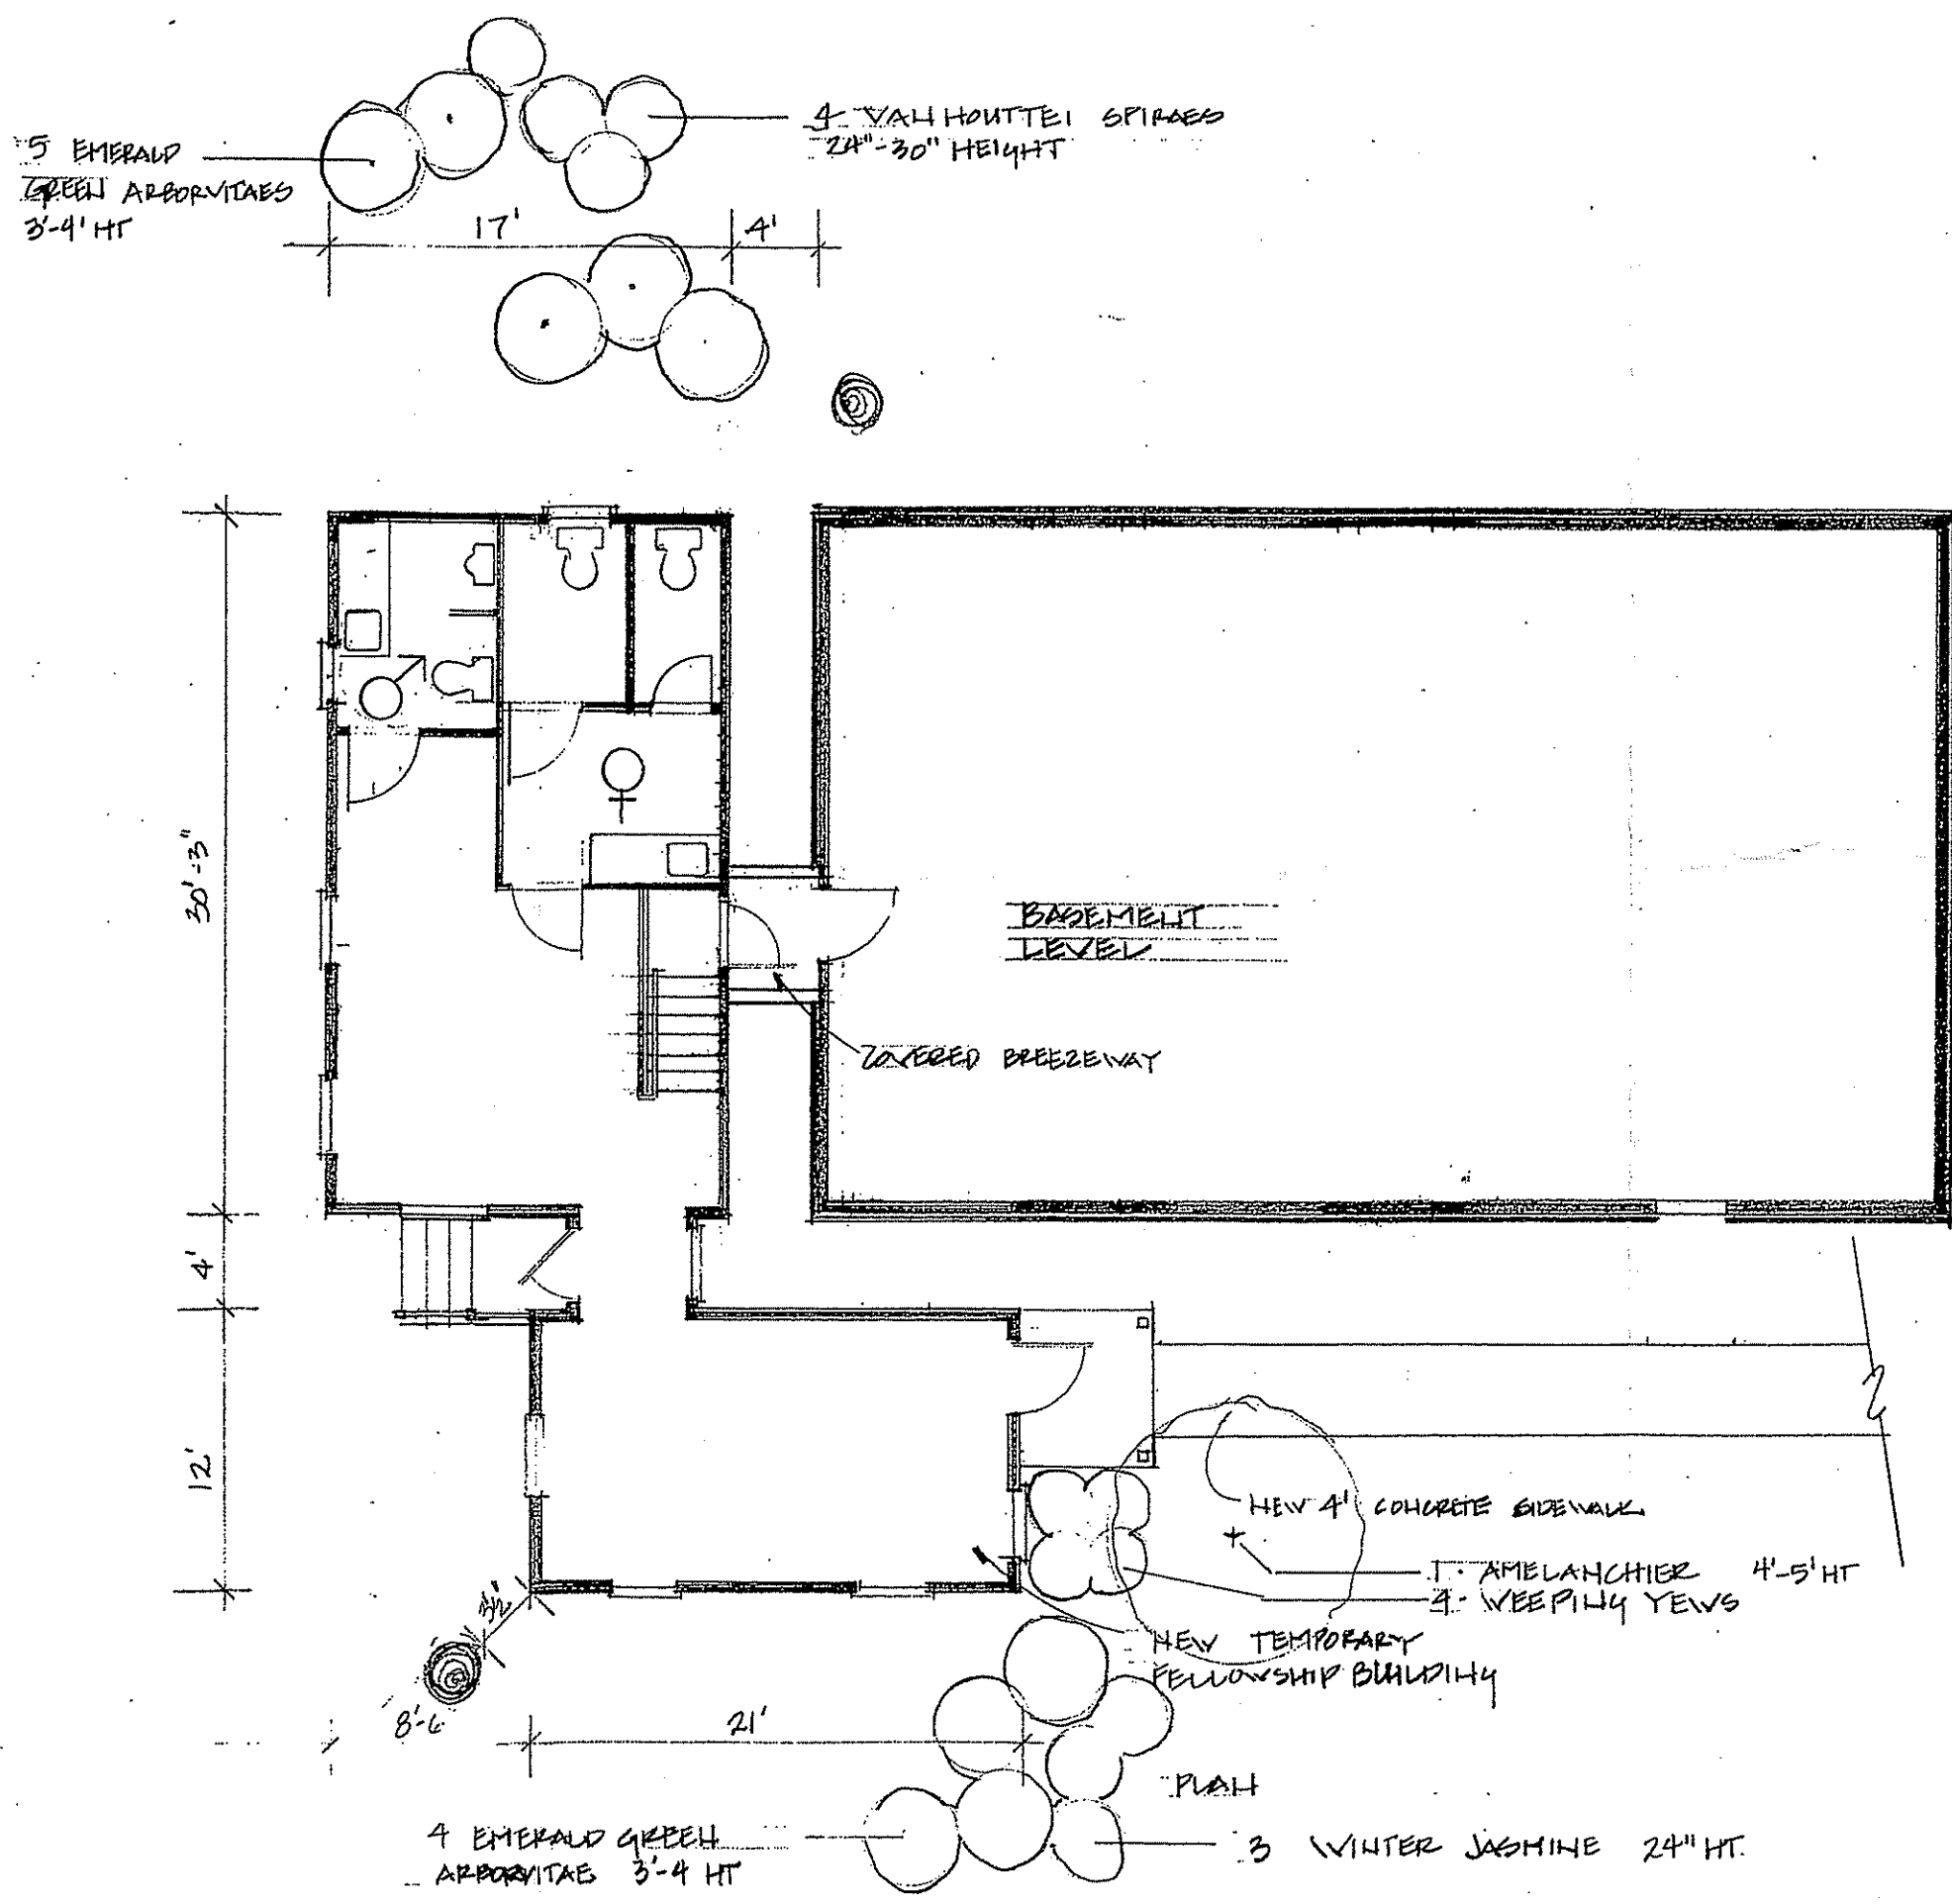 5 EMERALD
GREEN ARBORVITAES
3'-4' HT
4 VANHOUTTEI SPIRAES
24"-30" HEIGHT
17'
4'
30'-3"
BASEMENT
LEVEL
COVERED BREEZEWAY
4'
12'
NEW 4' CONCRETE SIDEWALK
1· AMELANCHIER 4'-5' HT
4· WEEPING YEWS
NEW TEMPORARY
FELLOWSHIP BUILDING
8'-6
21'
PLAN
4 EMERALD GREEN
ARBORVITAE 3'-4 HT
3 WINTER JASMINE 24" HT.